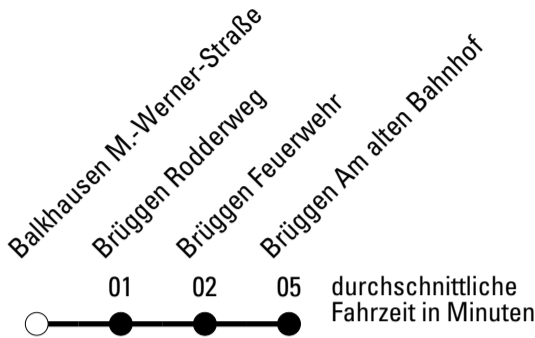 Balkhausen M.-Werner-Straße
Brüggen Rodderweg
Brüggen Feuerwehr
Brüggen Am alten Bahnhof
01 02 05
durchschnittliche
Fahrzeit in Minuten